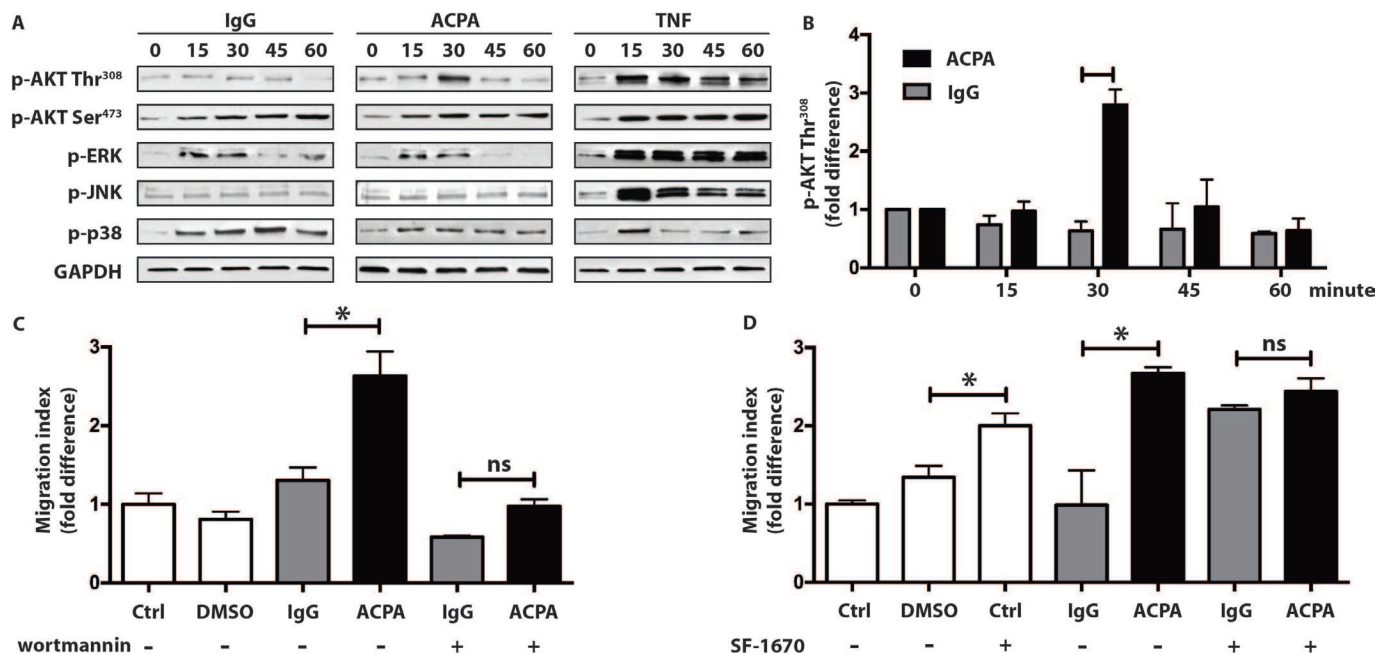 A
IgG ACPA TNF
0 15 30 45 60 0 15 30 45 60 0 15 30 45 60
p-AKT Thr³⁰⁸
p-AKT Ser⁴⁷³
p-ERK
p-JNK
p-p38
GAPDH
B
p-AKT Thr³⁰⁸
(fold difference)
4
3
2
1
0
ACPA
IgG
0 15 30 45 60 minute
C
Migration index
(fold difference)
3
2
1
0
*
ns
Ctrl DMSO IgG ACPA IgG ACPA
wortmannin - - - - + +
D
Migration index
(fold difference)
3
2
1
0
*
*
ns
Ctrl DMSO Ctrl IgG ACPA IgG ACPA
SF-1670 - - + - - + +